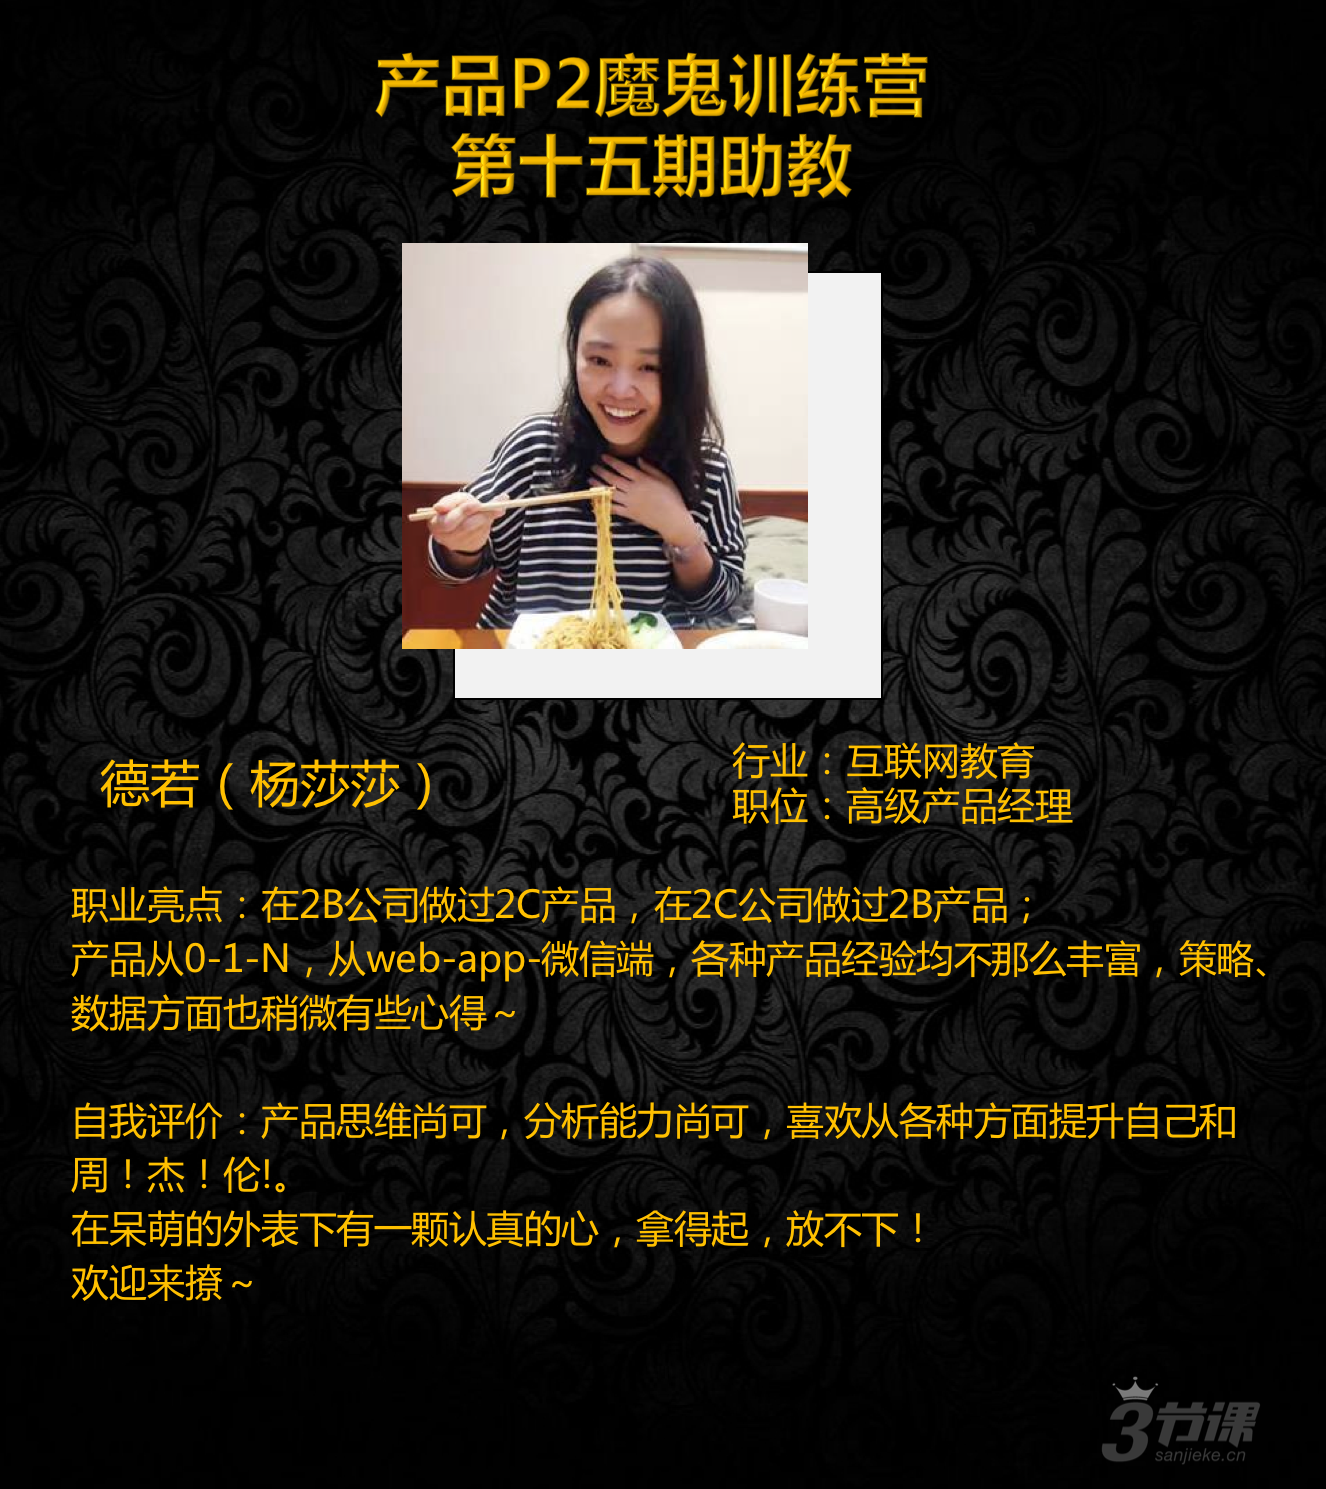 产品P2魔鬼训练营
第十五期助教
德若（杨莎莎）
行业：互联网教育
职位：高级产品经理
职业亮点：在2B公司做过2C产品，在2C公司做过2B产品；
产品从0-1-N，从web-app-微信端，各种产品经验均不那么丰富，策略、
数据方面也稍微有些心得～
自我评价：产品思维尚可，分析能力尚可，喜欢从各种方面提升自己和
周！杰！伦!。
在呆萌的外表下有一颗认真的心，拿得起，放不下！
欢迎来撩～
3节课
sanjieke.cn